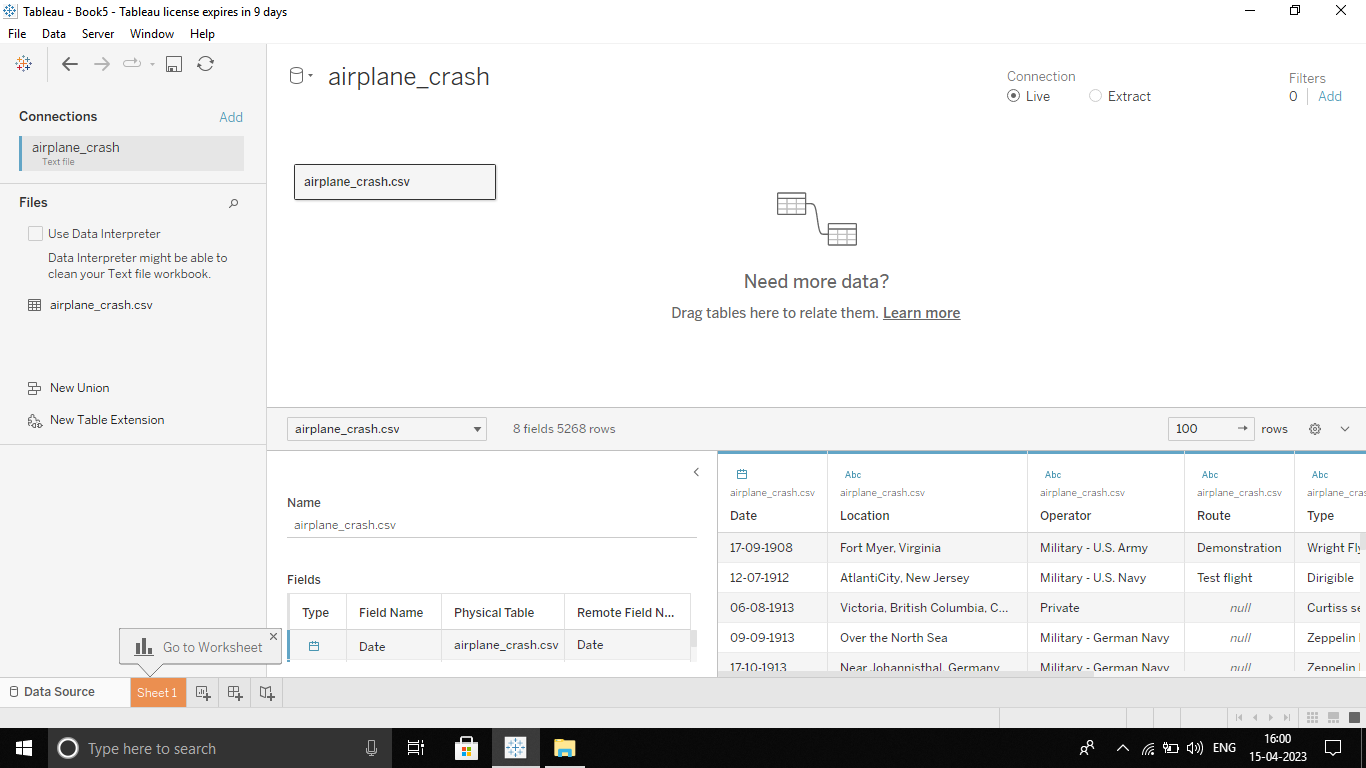 Tableau - Book5 - Tableau license expires in 9 days
File Data Server Window Help
airplane_crash
Connection
Live Extract
Filters
0 Add
Connections Add
airplane_crash
Text file
Files
Use Data Interpreter
Data Interpreter might be able to
clean your Text file workbook.
airplane_crash.csv
New Union
New Table Extension
airplane_crash.csv
Need more data?
Drag tables here to relate them. Learn more
airplane_crash.csv 8 fields 5268 rows 100 rows
Name
airplane_crash.csv
Fields
Type Field Name Physical Table Remote Field N...
Date airplane_crash.csv Date
Abc Abc Abc Abc
airplane_crash.csv airplane_crash.csv airplane_crash.csv airplane_crash.csv airplane_cras
Date Location Operator Route Type
17-09-1908 Fort Myer, Virginia Military - U.S. Army Demonstration Wright Fly
12-07-1912 AtlantiCity, New Jersey Military - U.S. Navy Test flight Dirigible
06-08-1913 Victoria, British Columbia, C... Private null Curtiss se
09-09-1913 Over the North Sea Military - German Navy null Zeppelin
17-10-1913 Near Johannisthal, Germany Military - German Navy null Zeppelin
Go to Worksheet
Data Source Sheet 1
Type here to search
ENG
16:00
15-04-2023